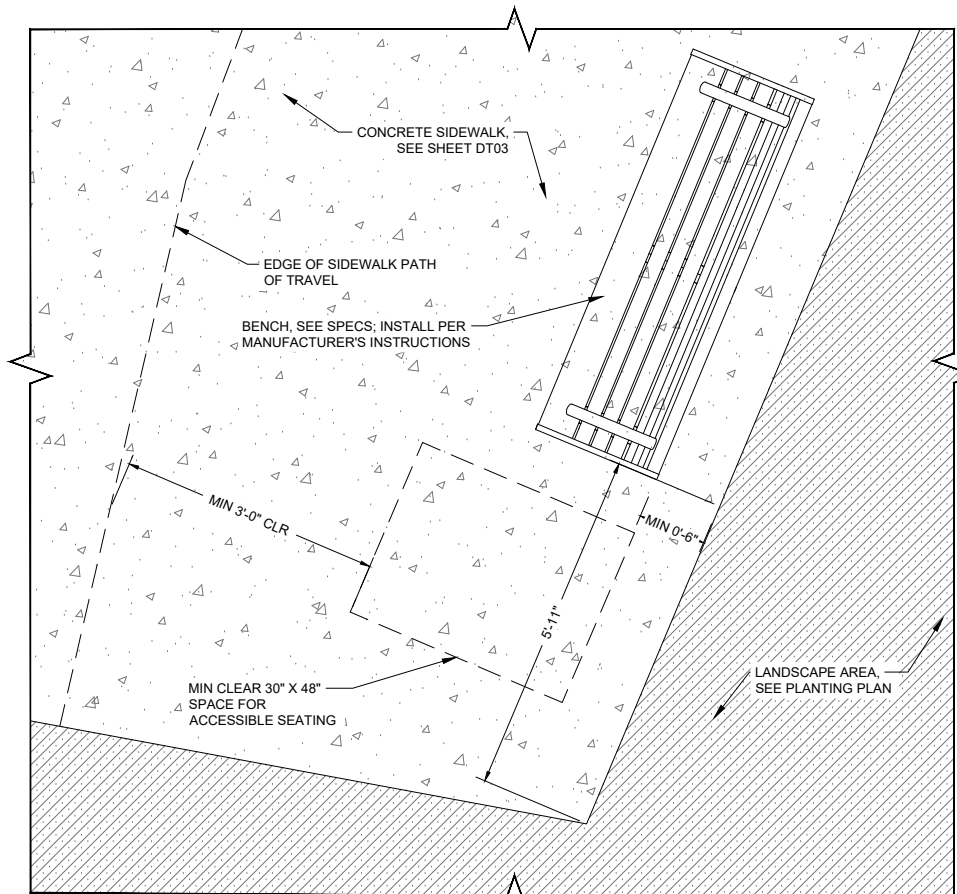 CONCRETE SIDEWALK,
SEE SHEET DT03
EDGE OF SIDEWALK PATH
OF TRAVEL
BENCH, SEE SPECS; INSTALL PER
MANUFACTURER'S INSTRUCTIONS
MIN 3'-0" CLR
MIN 0'-6"
5'-11"
MIN CLEAR 30" X 48"
SPACE FOR
ACCESSIBLE SEATING
LANDSCAPE AREA,
SEE PLANTING PLAN